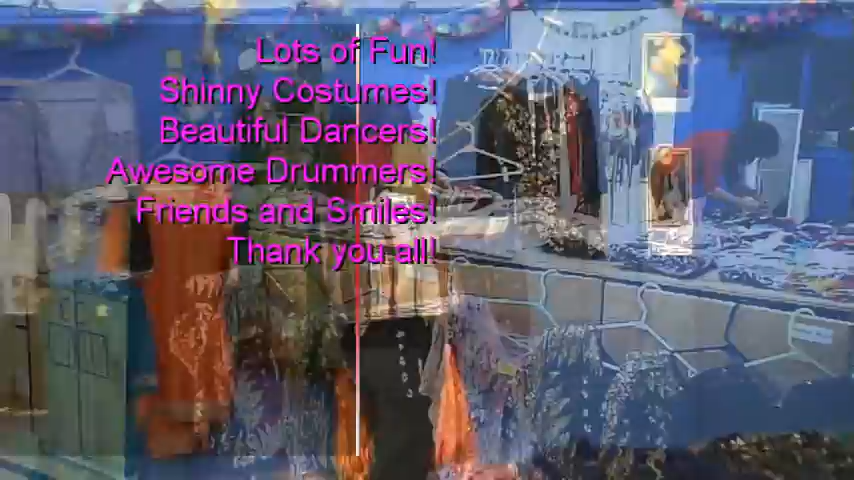 Lots of Fun!
Shinny Costumes!
Beautiful Dancers!
Awesome Drummers!
Friends and Smiles!
Thank you all!